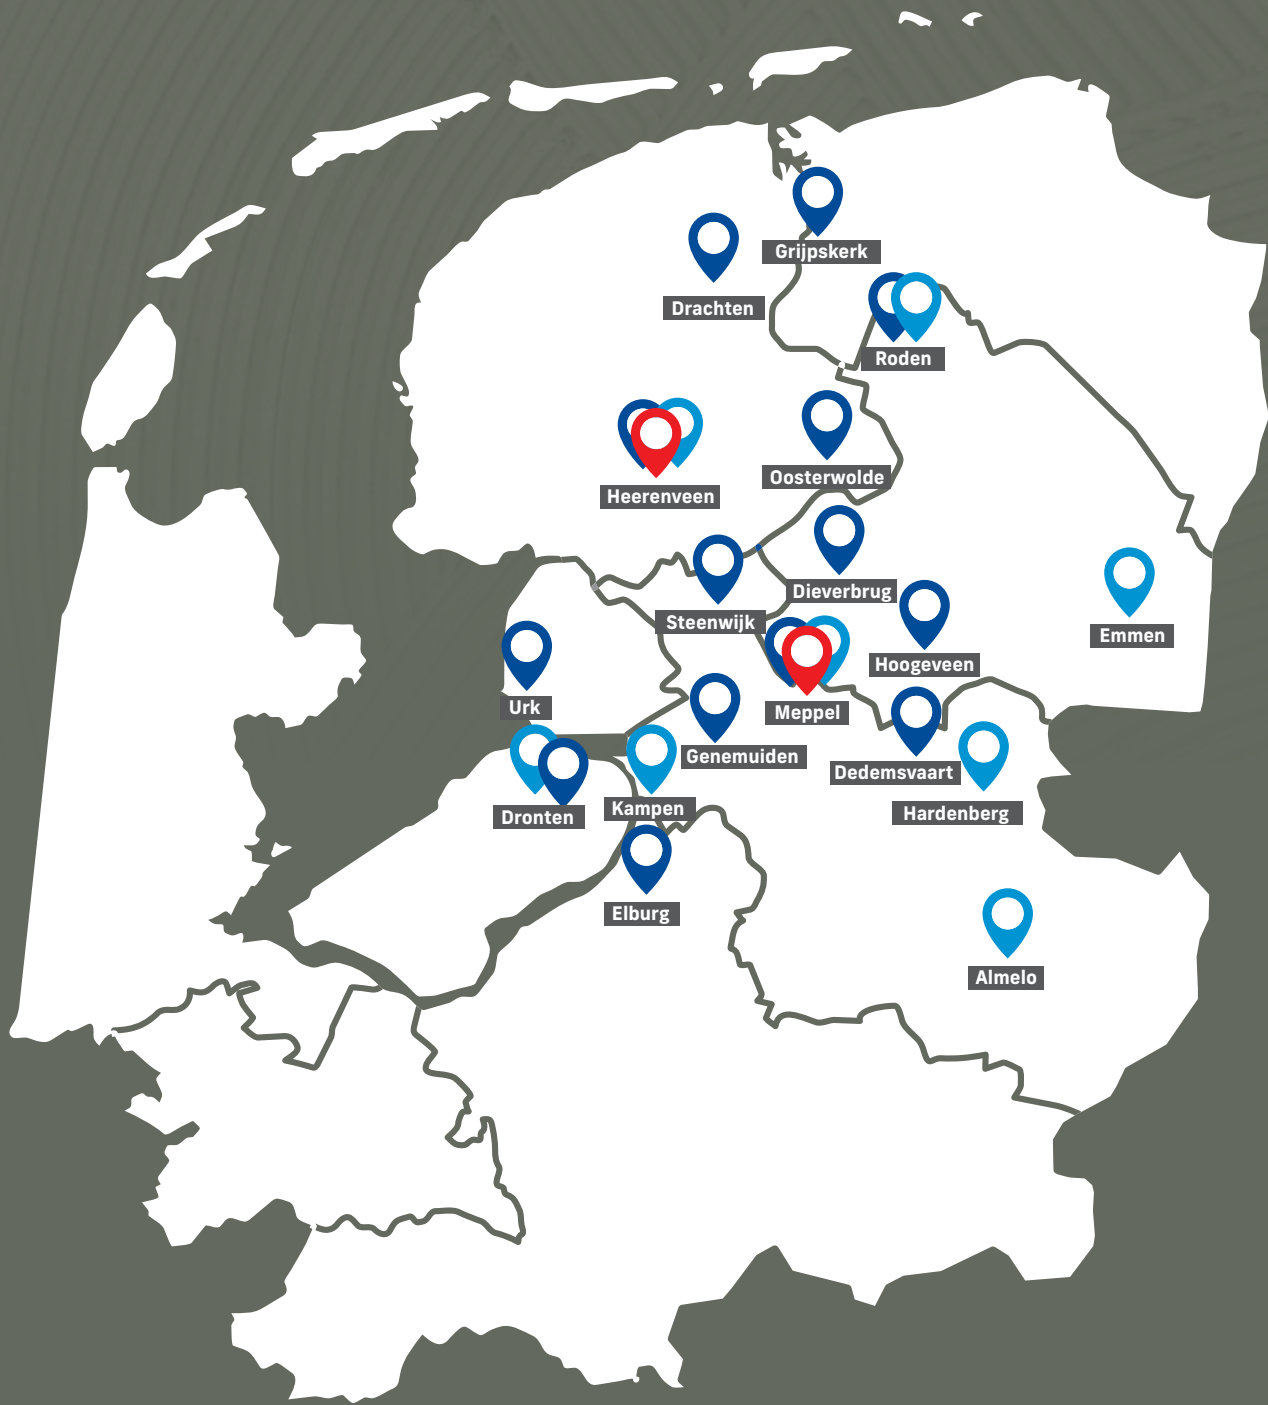 Grijpskerk
Drachten
Roden
Oosterwolde
Heerenveen
Dieverbrug
Steenwijk
Emmen
Hoogeveen
Urk
Meppel
Genemuiden
Dedemsvaart
Kampen
Hardenberg
Dronten
Elburg
Almelo